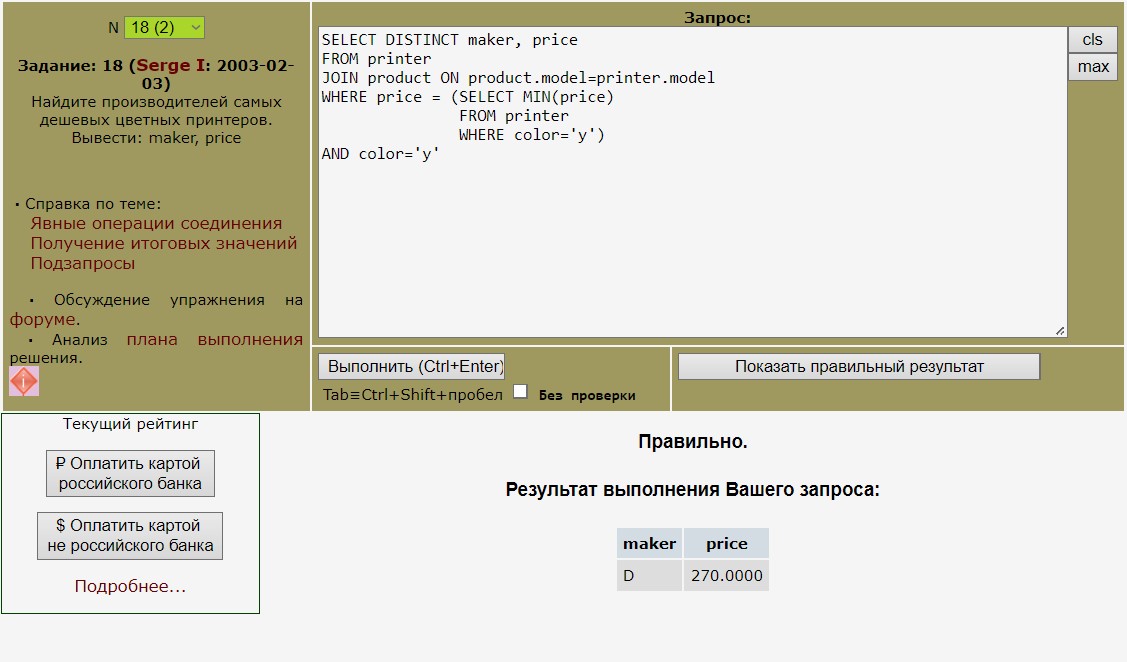 N 18 (2)
Задание: 18 (Serge I: 2003-02-
03)
Найдите производителей самых
дешевых цветных принтеров.
Вывести: maker, price
• Справка по теме:
Явные операции соединения
Получение итоговых значений
Подзапросы
• Обсуждение упражнения на
форуме.
• Анализ плана выполнения
решения.
Запрос:
SELECT DISTINCT maker, price
FROM printer
JOIN product ON product.model=printer.model
WHERE price = (SELECT MIN(price)
FROM printer
WHERE color='y')
AND color='y'
cls
max
Выполнить (Ctrl+Enter)
Tab≡Ctrl+Shift+пробел Без проверки
Показать правильный результат
Текущий рейтинг
₽ Оплатить картой
российского банка
$ Оплатить картой
не российского банка
Подробнее...
Правильно.
Результат выполнения Вашего запроса:
maker price
D 270.0000